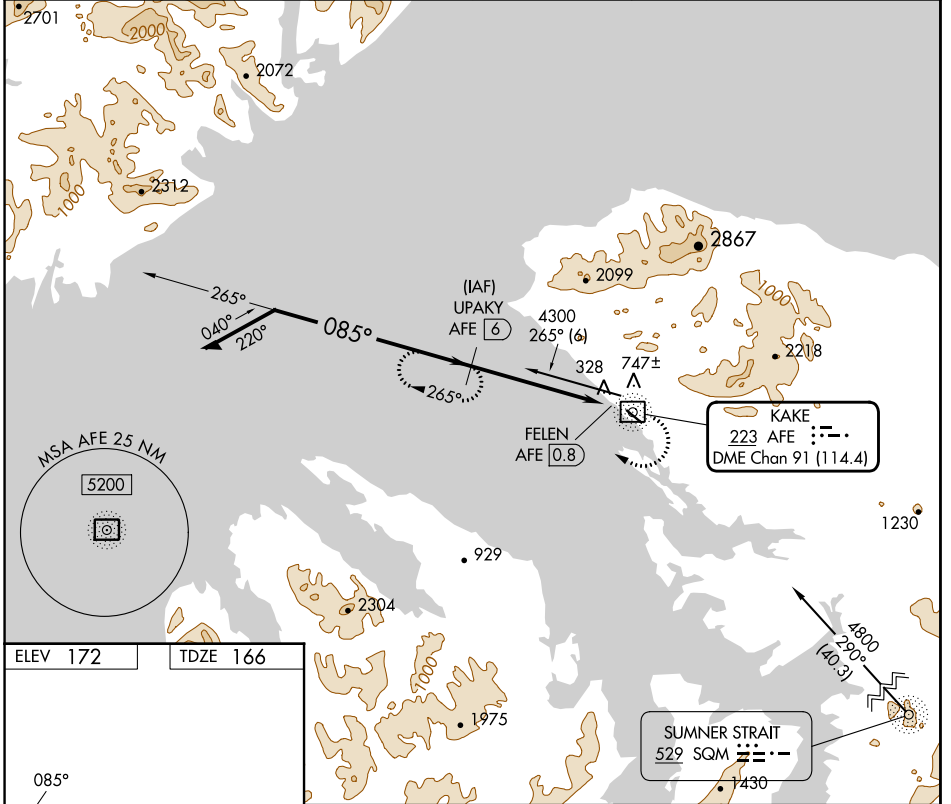 2701
2000
2072
2312
1000
2867
2099
1000
(IAF)
UPAKY
AFE 6
4300
265° (6)
265°
040°
220°
085°
328
747±
2218
265°
FELEN
AFE 0.8
KAKE
223 AFE
DME Chan 91 (114.4)
MSA AFE 25 NM
5200
1230
929
2304
4800
290°
(40.3)
ELEV 172
TDZE 166
1000
1975
SUMNER STRAIT
529 SQM
1430
085°